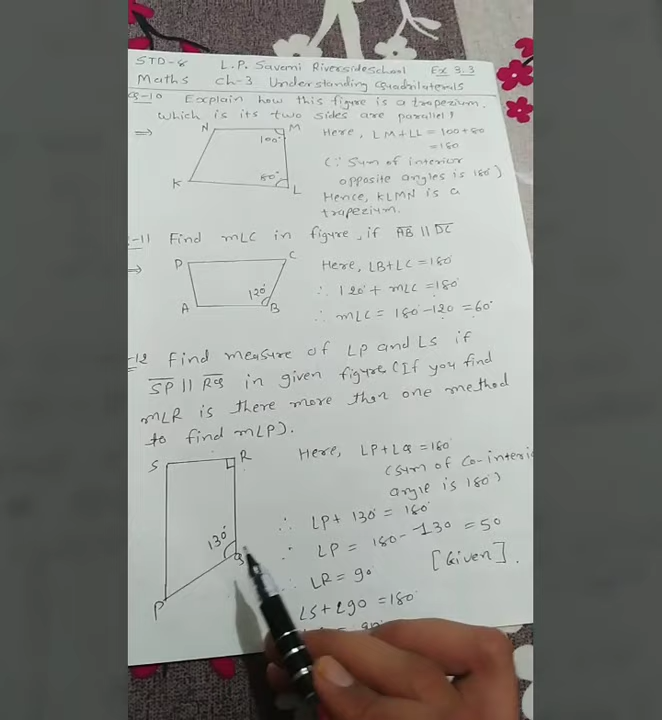 STD-8 L.P. Savani Riverside School Ex 3.3
Maths Ch-3 Understanding Quadrilaterals
Q-10 Explain how this figure is a trapezium.
Which is its two sides are parallel?
⇒ N M
100°
80°
K L
Here, ∠M+∠L = 100+80
=180
(∵ Sum of interior
opposite angles is 180°)
Hence, KLMN is a
trapezium.
-11 Find m∠C in figure, if AB || DC
⇒ D C
120°
A B
Here, ∠B+∠C = 180°
∴ 120° + m∠C = 180°
∴ m∠C = 180°-120 = 60°
-12 Find measure of ∠P and ∠S if
SP || RQ in given figure. (If you find
m∠R is there more then one method
to find m∠P).
S R
130°
Q
P
Here, ∠P+∠Q = 180°
(Sum of Co-interi
angle is 180°)
∴ ∠P + 130° = 180°
∴ ∠P = 180-130 = 50
∴ ∠R = 90 [Given].
∠S+∠90 = 180°